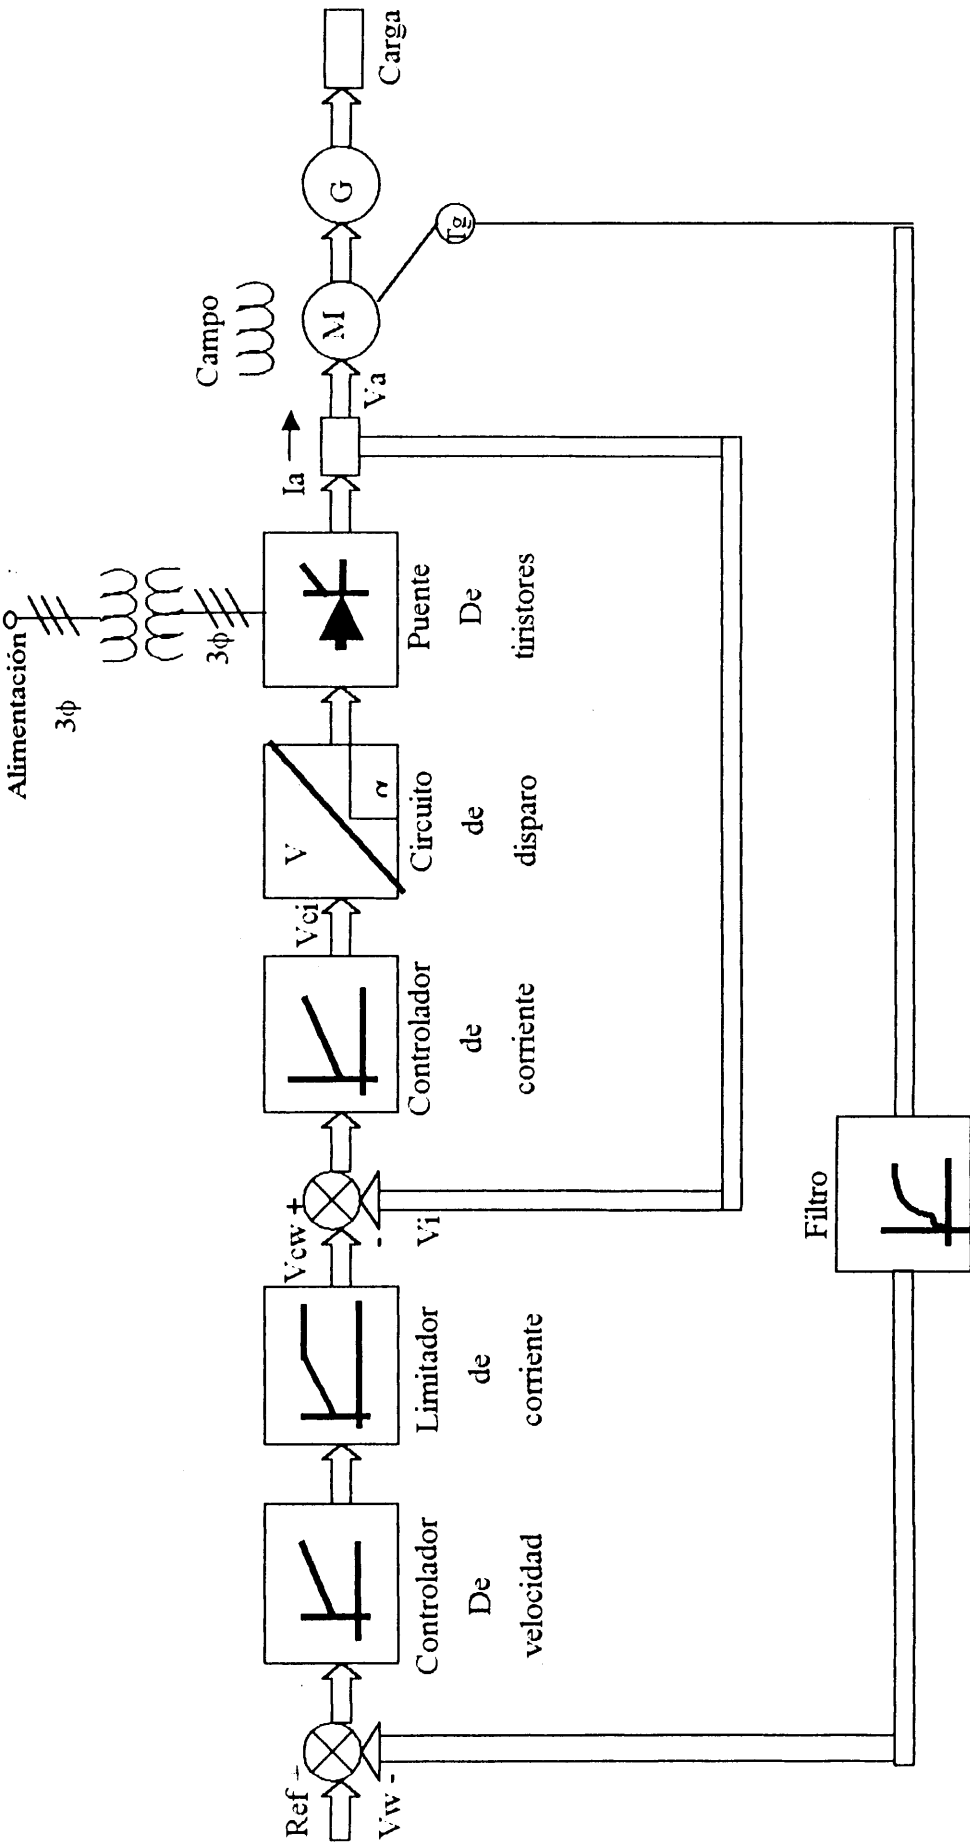 Alimentación
3ϕ
3ϕ
Campo
Ref +
Vw -
Controlador
De
velocidad
Limitador
de
corriente
Vcw +
-
Vi
Controlador
de
corriente
Vci
V
α
Circuito
de
disparo
Puente
De
tiristores
Ia
Va
M
G
Tg
Carga
Filtro